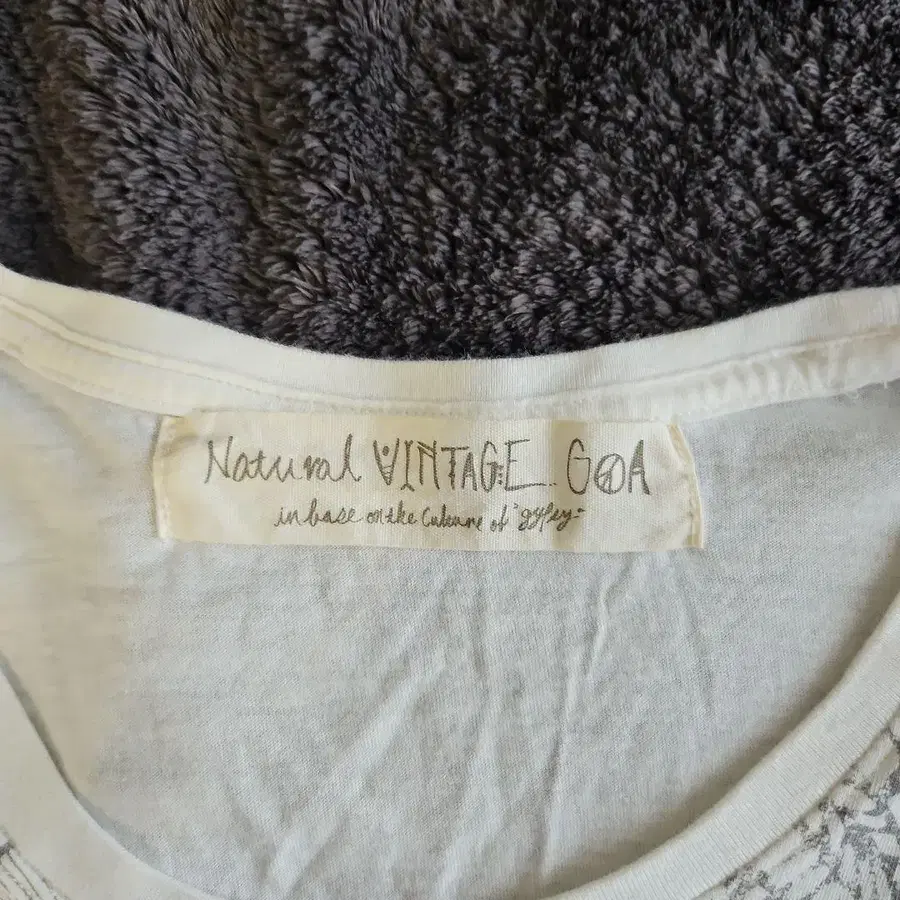 Natural VINTAGE GOA
in base on the Culture of "gypsy"